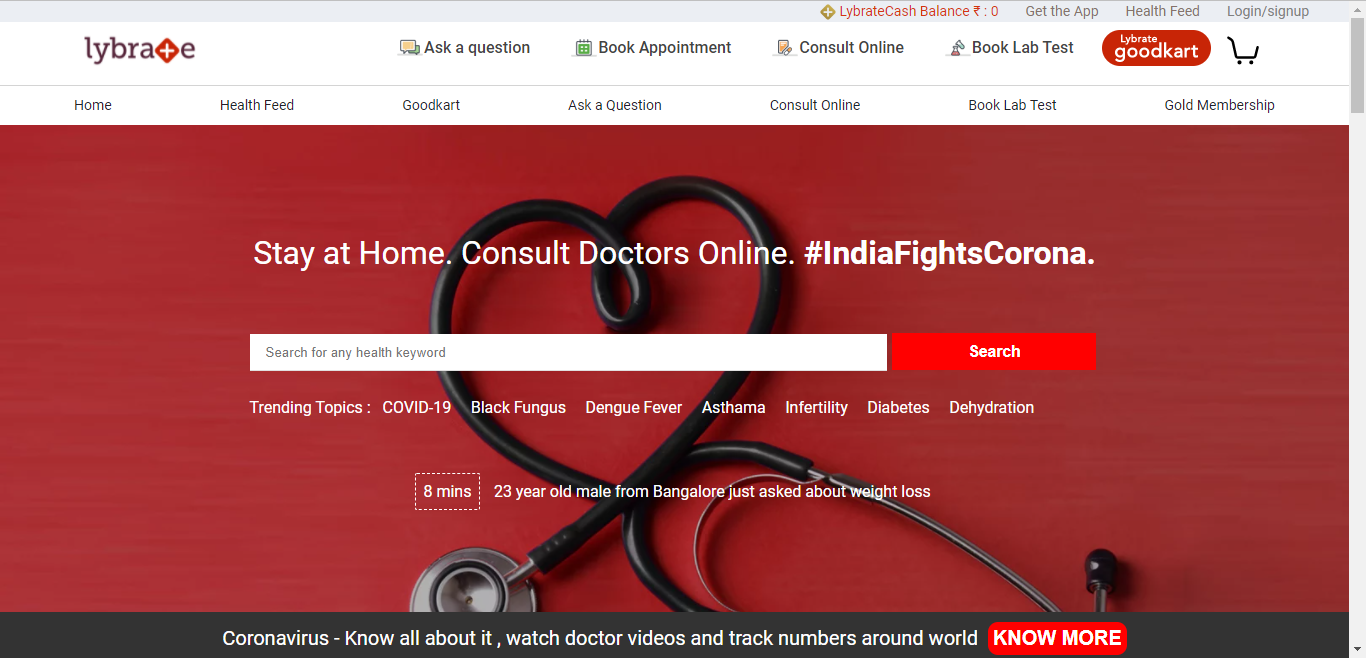 LybrateCash Balance ₹ : 0 Get the App Health Feed Login/signup
lybrate Ask a question Book Appointment Consult Online Book Lab Test Lybrate goodkart
Home Health Feed Goodkart Ask a Question Consult Online Book Lab Test Gold Membership
Stay at Home. Consult Doctors Online. #IndiaFightsCorona.
Search for any health keyword Search
Trending Topics : COVID-19 Black Fungus Dengue Fever Asthama Infertility Diabetes Dehydration
8 mins 23 year old male from Bangalore just asked about weight loss
Coronavirus - Know all about it , watch doctor videos and track numbers around world KNOW MORE